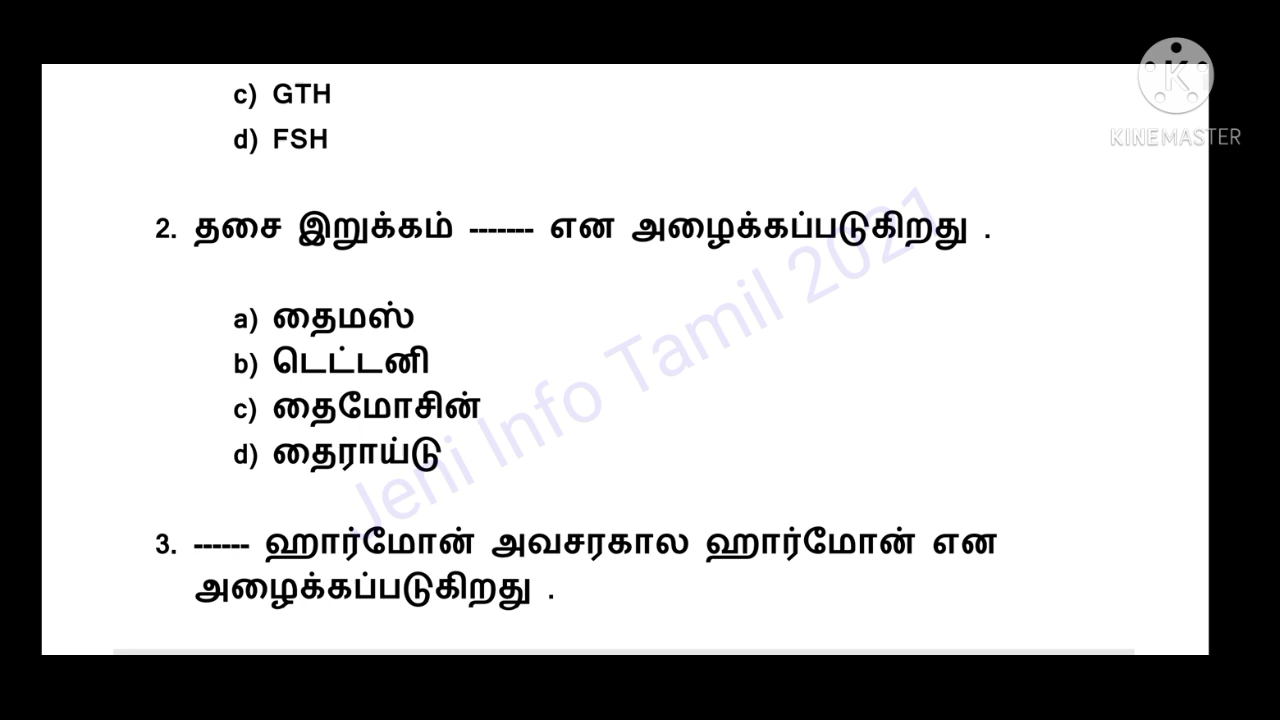 c) GTH
KINEMASTER
d) FSH
2. தசை இறுக்கம் ------- என அழைக்கப்படுகிறது .
a) தைமஸ்
b) டெட்டனி
c) தைமோசின்
d) தைராய்டு
Jeni Info Tamil 2021
3. ------ ஹார்மோன் அவசரகால ஹார்மோன் என
அழைக்கப்படுகிறது .